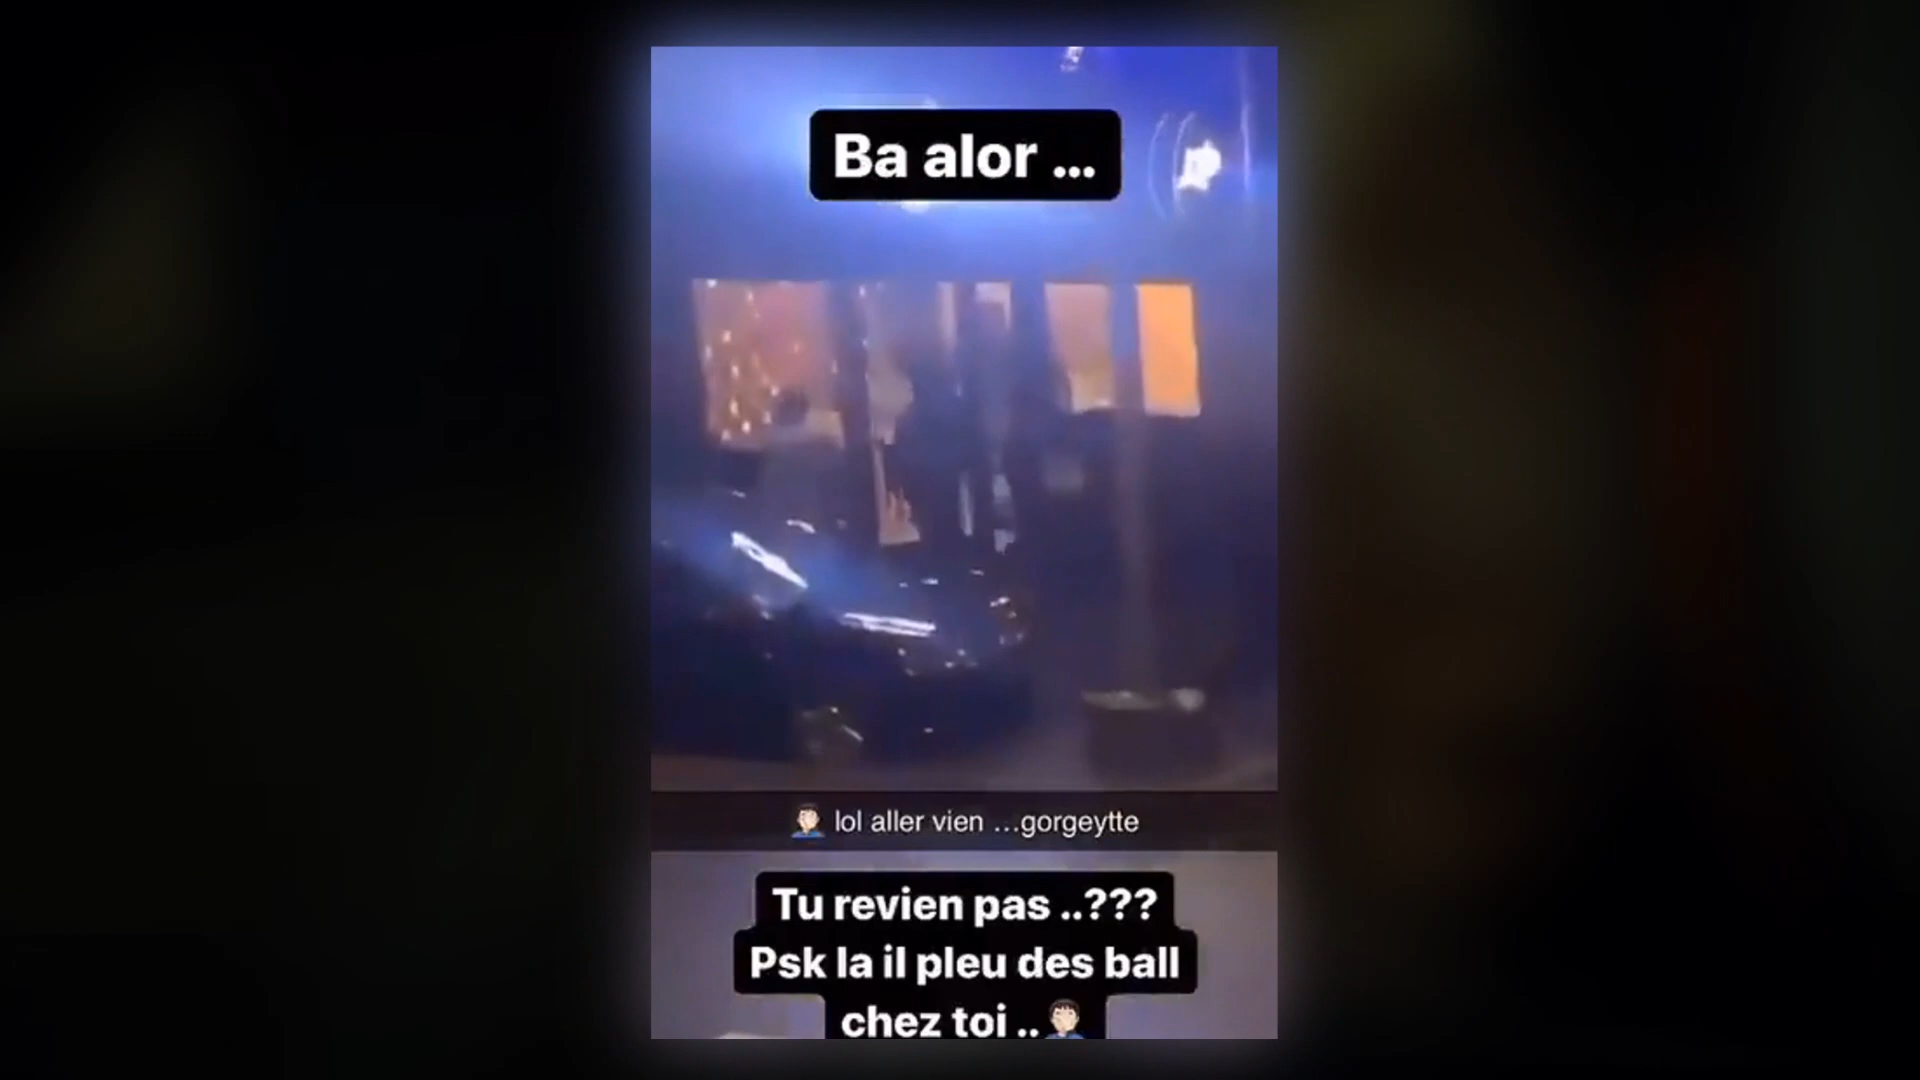 Ba alor ...
🤦🏻‍♂️ lol aller vien ...gorgeytte
Tu revien pas ..???
Psk la il pleu des ball
chez toi ..🤦🏻‍♂️